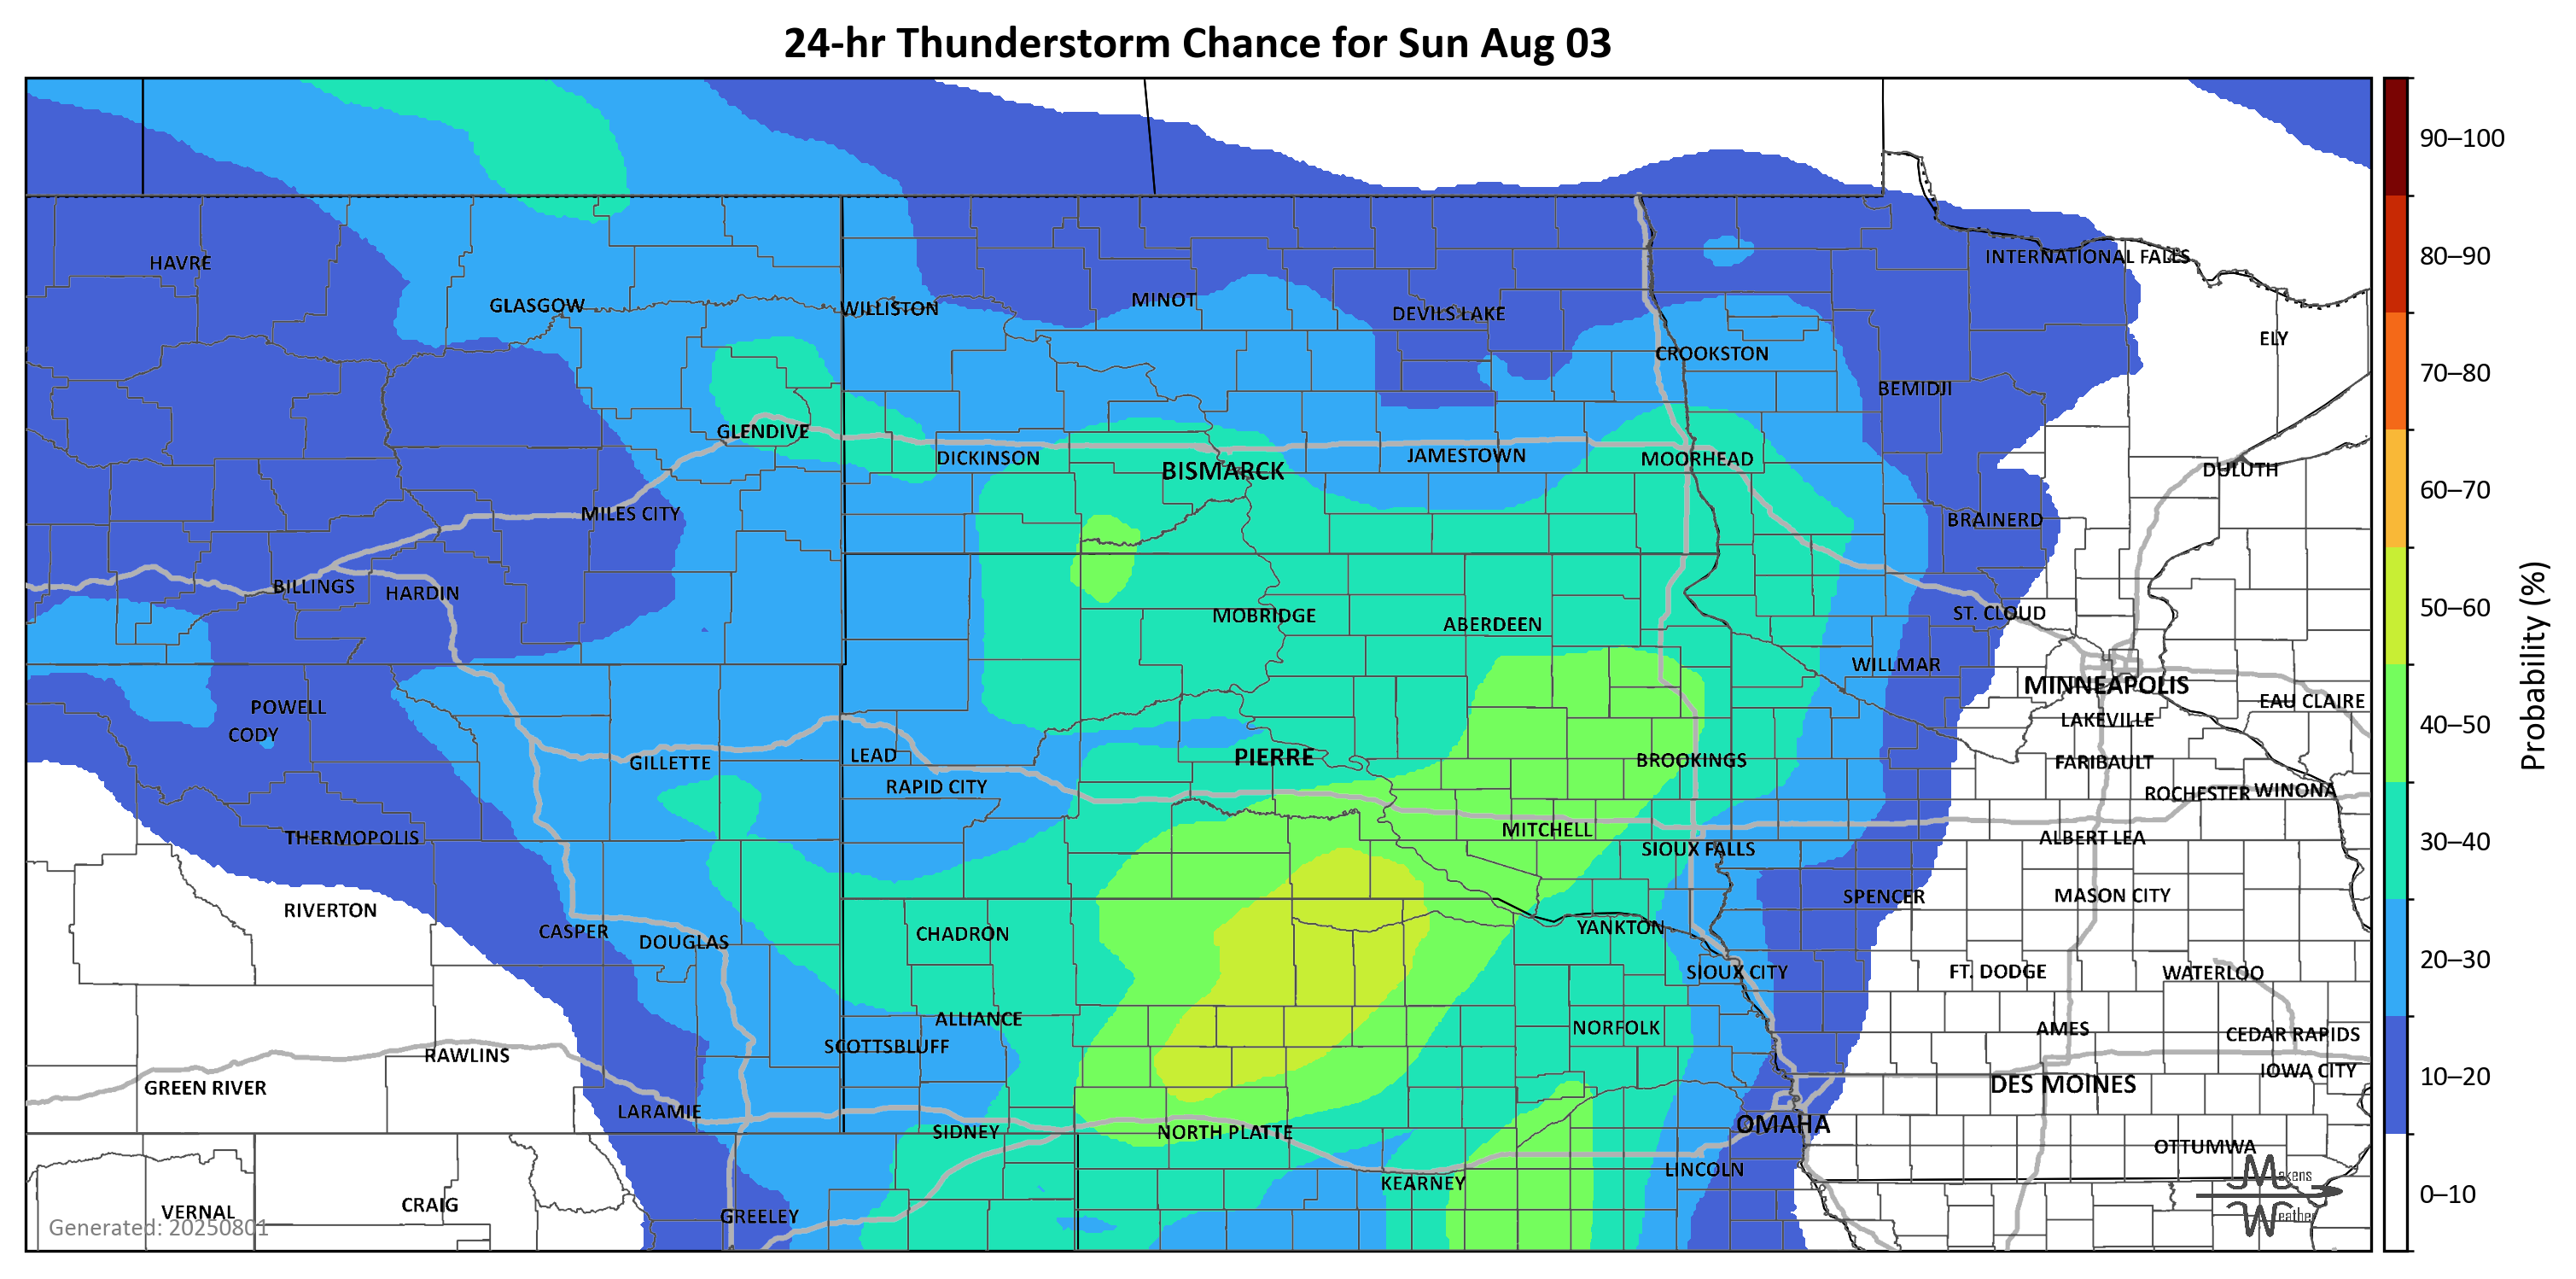 24-hr Thunderstorm Chance for Sun Aug 03
90–100
80–90
70–80
60–70
50–60
40–50
30–40
20–30
10–20
0–10
Probability (%)
HAVRE
INTERNATIONAL FALLS
GLASGOW
WILLISTON
MINOT
DEVILS LAKE
ELY
CROOKSTON
BEMIDJI
GLENDIVE
DICKINSON
BISMARCK
JAMESTOWN
MOORHEAD
DULUTH
MILES CITY
BRAINERD
BILLINGS
HARDIN
MOBRIDGE
ABERDEEN
ST. CLOUD
WILLMAR
MINNEAPOLIS
POWELL
EAU CLAIRE
CODY
LAKEVILLE
GILLETTE
LEAD
PIERRE
BROOKINGS
FARIBAULT
RAPID CITY
ROCHESTER
WINONA
THERMOPOLIS
MITCHELL
ALBERT LEA
SIOUX FALLS
RIVERTON
SPENCER
MASON CITY
CASPER
DOUGLAS
CHADRON
YANKTON
SIOUX CITY
FT. DODGE
WATERLOO
ALLIANCE
NORFOLK
AMES
CEDAR RAPIDS
SCOTTSBLUFF
RAWLINS
GREEN RIVER
DES MOINES
IOWA CITY
LARAMIE
SIDNEY
NORTH PLATTE
OMAHA
OTTUMWA
KEARNEY
LINCOLN
VERNAL
CRAIG
GREELEY
Generated: 20250801
Makens
Weather